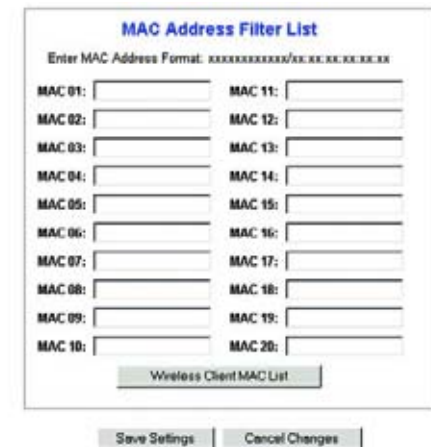 MAC Address Filter List
Enter MAC Address Format: xxxxxxxxxxxx/xx:xx:xx:xx:xx:xx
MAC 01: MAC 11:
MAC 02: MAC 12:
MAC 03: MAC 13:
MAC 04: MAC 14:
MAC 05: MAC 15:
MAC 06: MAC 16:
MAC 07: MAC 17:
MAC 08: MAC 18:
MAC 09: MAC 19:
MAC 10: MAC 20:
Wireless Client MAC List
Save Settings Cancel Changes